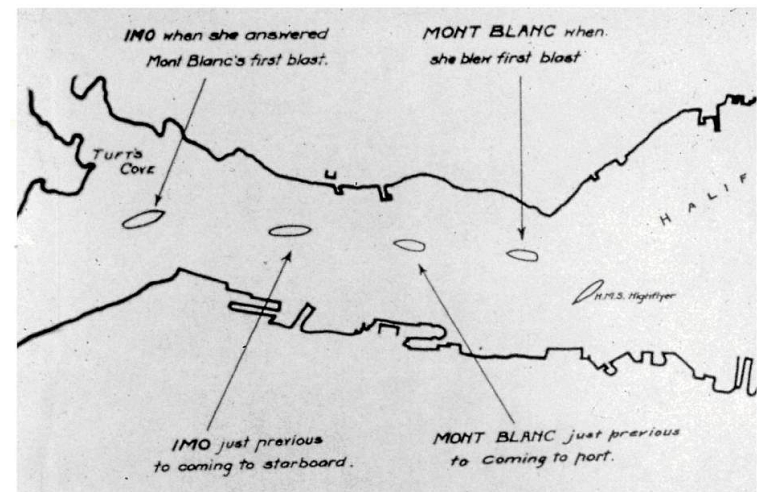 IMO when she answered
Mont Blanc's first blast.
MONT BLANC when
she blew first blast
TUFT'S
COVE
HALIF
H.M.S. Highflyer
IMO just previous
to coming to starboard.
MONT BLANC just previous
to Coming to port.